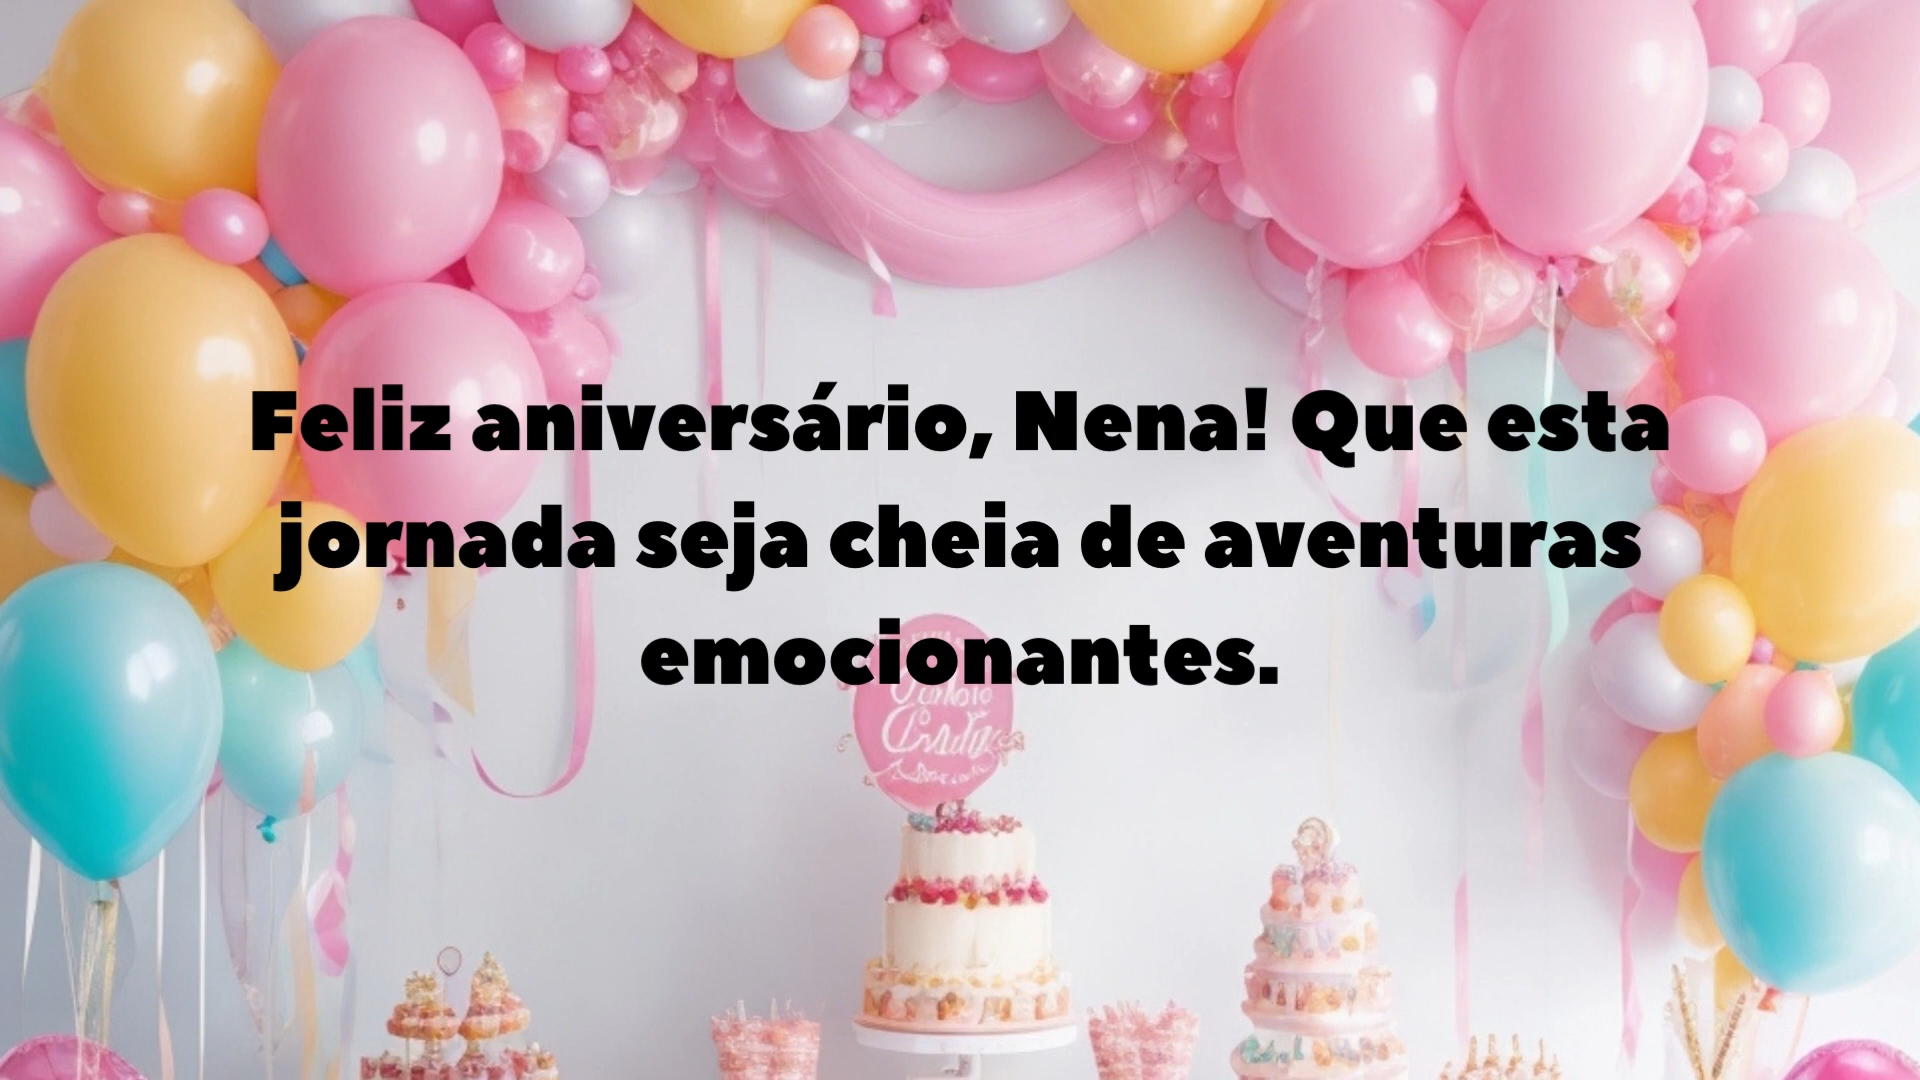 Feliz aniversário, Nena! Que esta
jornada seja cheia de aventuras
emocionantes.